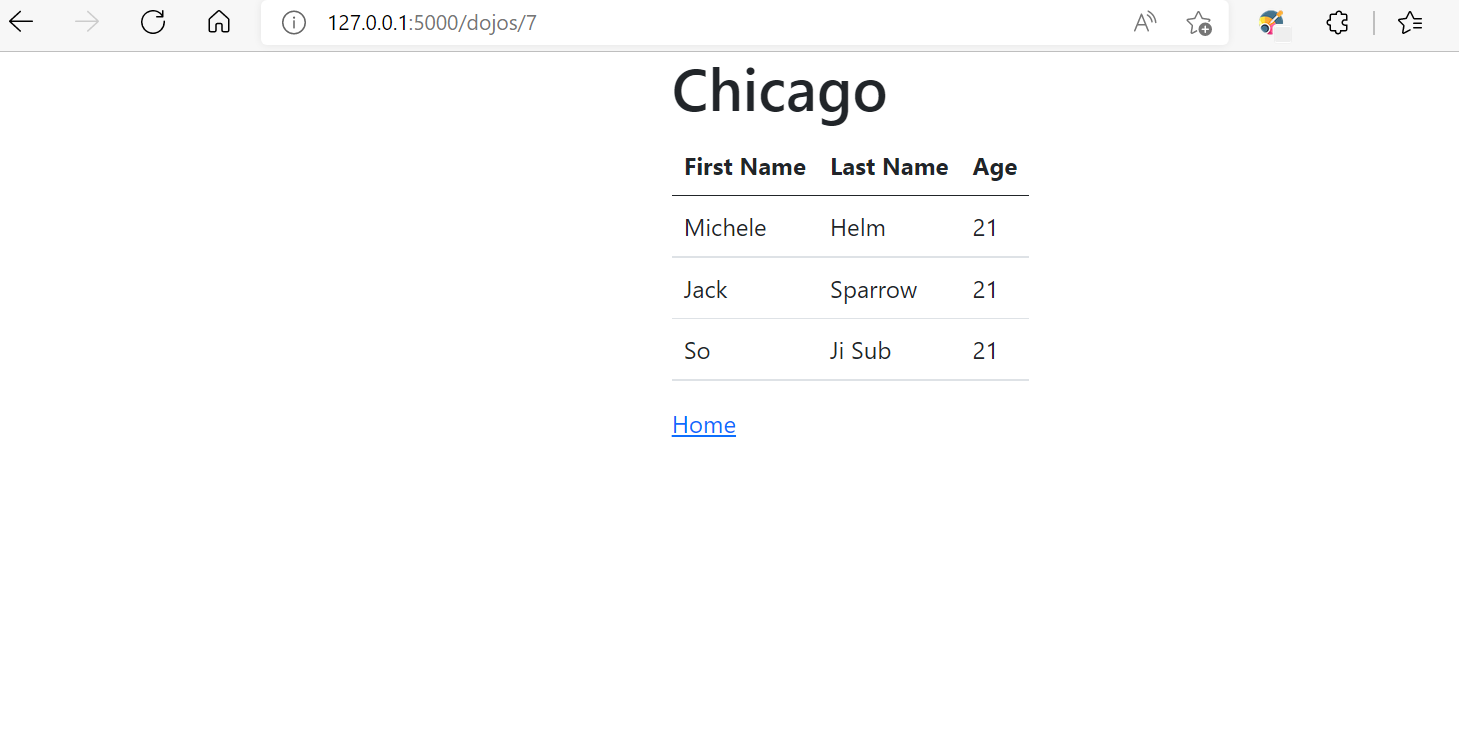 127.0.0.1:5000/dojos/7
Chicago
First Name Last Name Age
Michele Helm 21
Jack Sparrow 21
So Ji Sub 21
Home